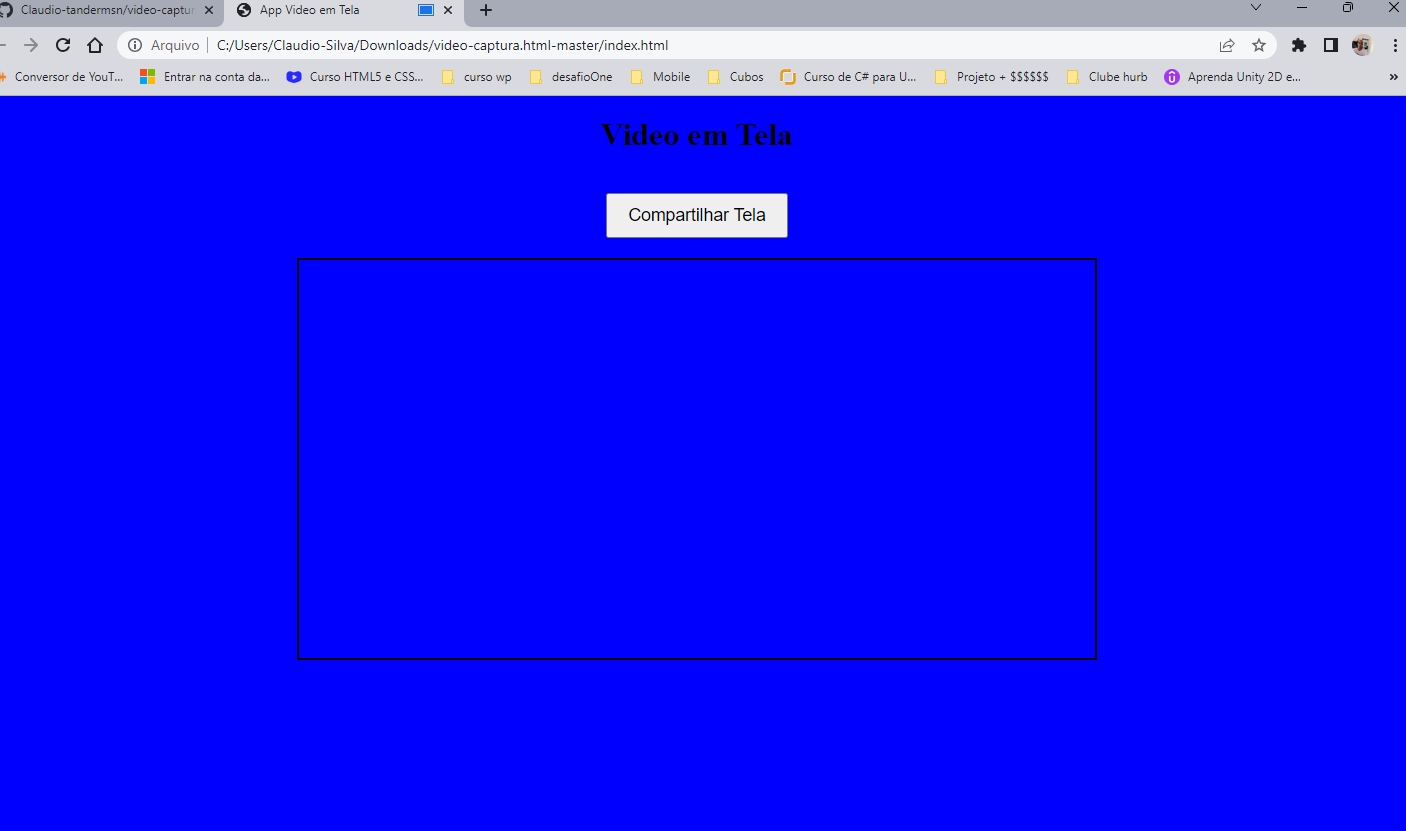 Claudio-tandermsn/video-captur
App Video em Tela
Arquivo
C:/Users/Claudio-Silva/Downloads/video-captura.html-master/index.html
Conversor de YouT...
Entrar na conta da...
Curso HTML5 e CSS...
curso wp
desafioOne
Mobile
Cubos
Curso de C# para U...
Projeto + $$$$$$
Clube hurb
Aprenda Unity 2D e...
Video em Tela
Compartilhar Tela